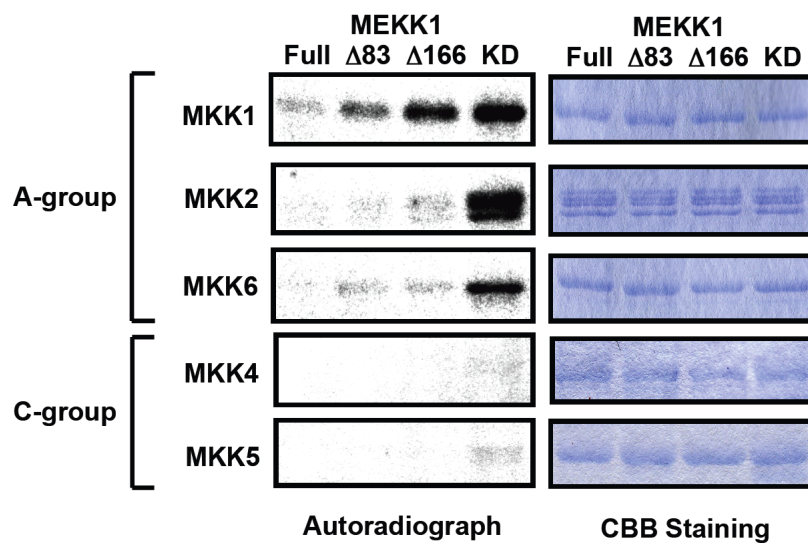 MEKK1 MEKK1
Full Δ83 Δ166 KD Full Δ83 Δ166 KD
MKK1
A-group
MKK2
MKK6
MKK4
C-group
MKK5
Autoradiograph CBB Staining